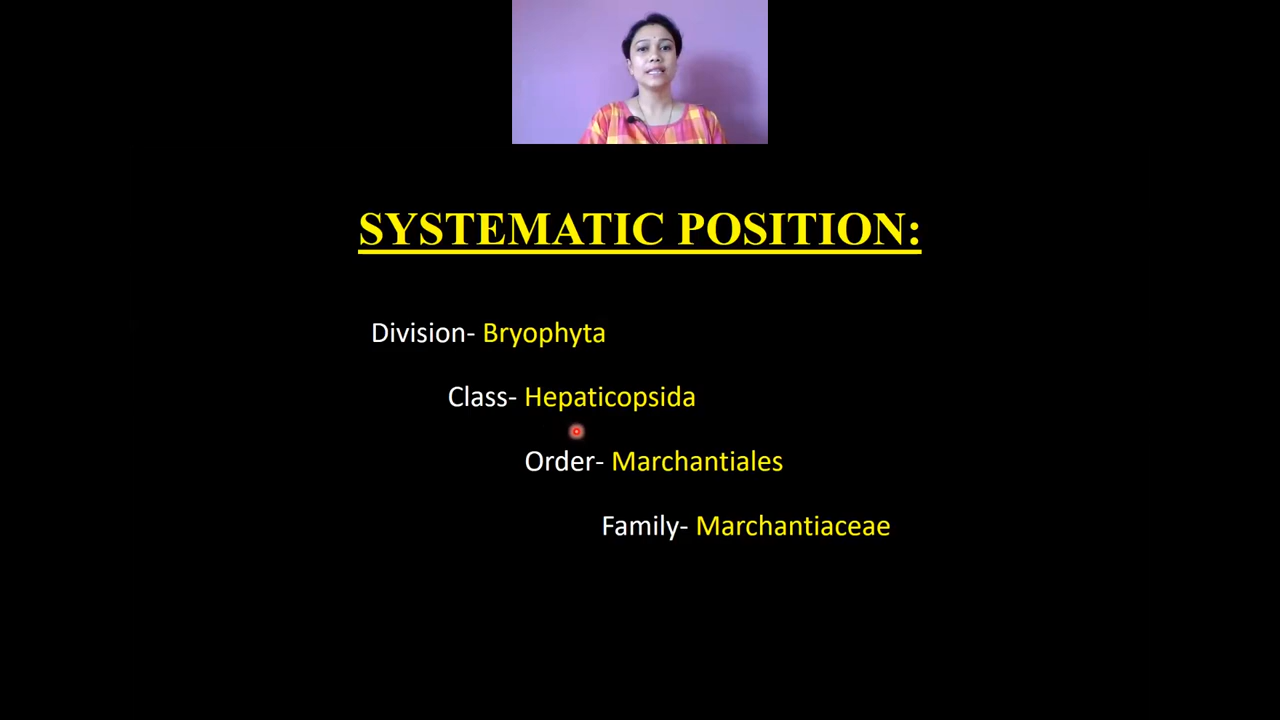 SYSTEMATIC POSITION:
Division- Bryophyta
Class- Hepaticopsida
Order- Marchantiales
Family- Marchantiaceae